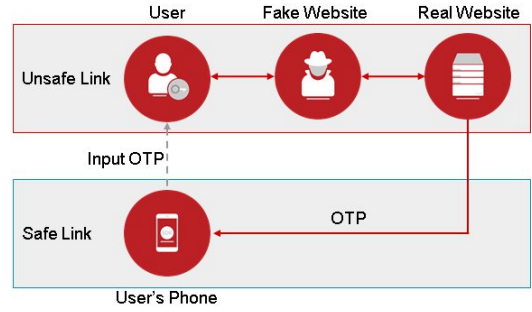 User
Fake Website
Real Website
Unsafe Link
Input OTP
OTP
Safe Link
User's Phone